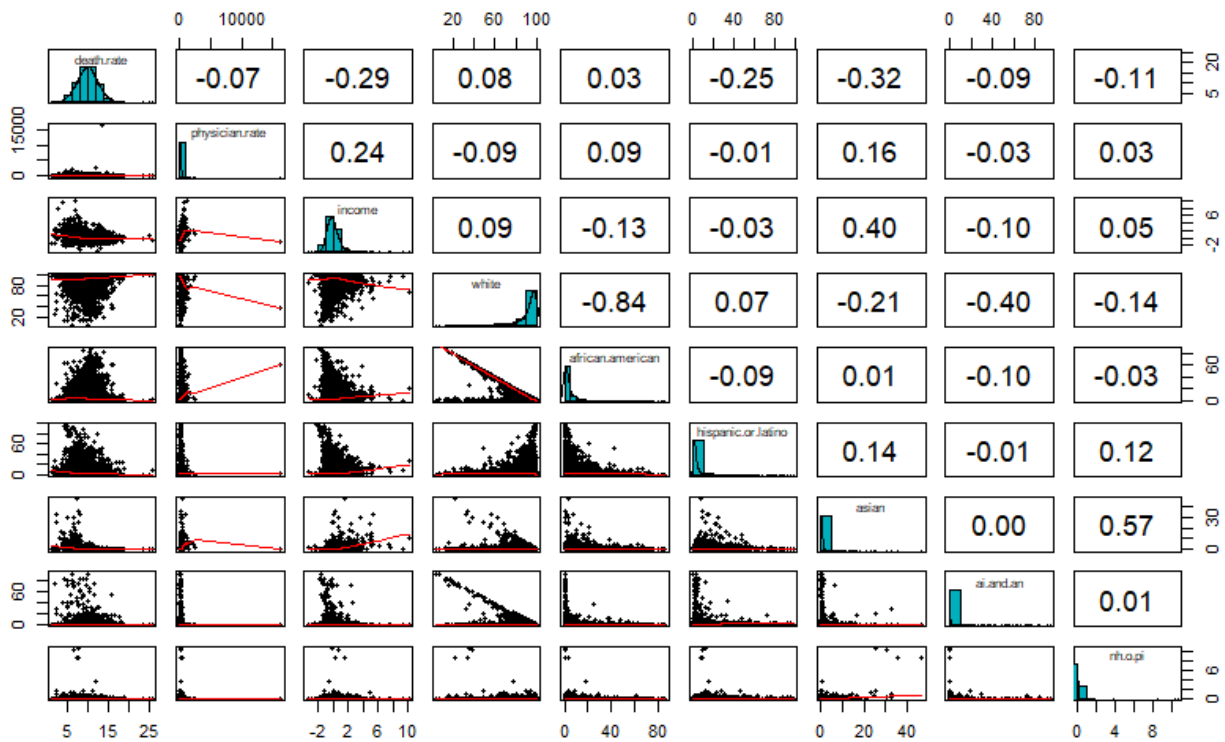 0 10000 20 60 100 0 40 80 0 40 80
death.rate -0.07 -0.29 0.08 0.03 -0.25 -0.32 -0.09 -0.11 5 20
0 15000 physician.rate 0.24 -0.09 0.09 -0.01 0.16 -0.03 0.03
income 0.09 -0.13 -0.03 0.40 -0.10 0.05 -2 6
20 80 white -0.84 0.07 -0.21 -0.40 -0.14
african.american -0.09 0.01 -0.10 -0.03 0 60
0 60 hispanic.or.latino 0.14 -0.01 0.12
asian 0.00 0.57 0 30
0 60 ai.and.an 0.01
nh.o.pi 0 6
5 15 25 -2 2 6 10 0 40 80 0 20 40 0 4 8